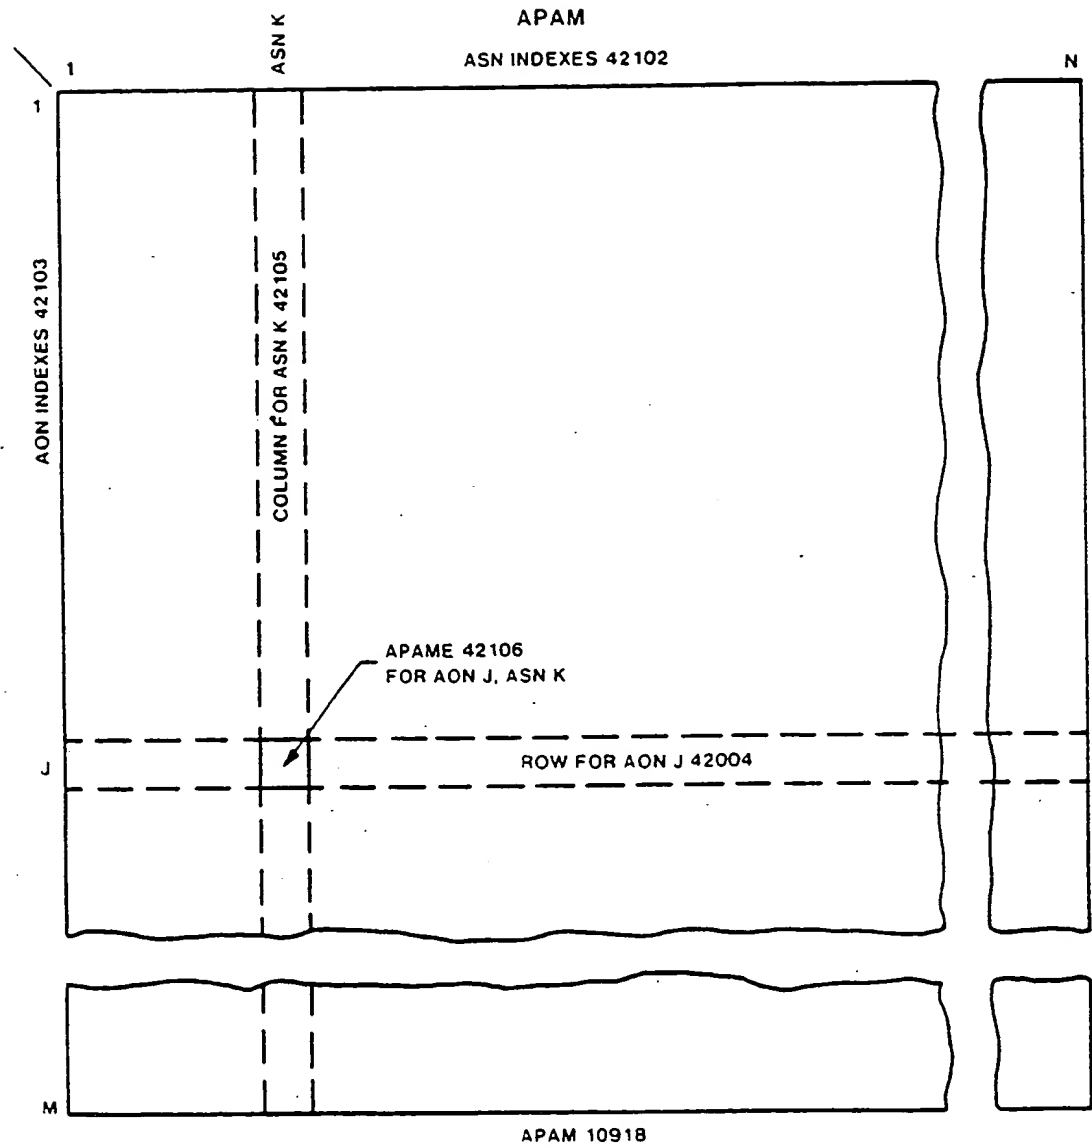 APAM
ASN INDEXES 42102
1
ASN K
N
1
AON INDEXES 42103
COLUMN FOR ASN K 42105
APAME 42106
FOR AON J, ASN K
J
ROW FOR AON J 42004
M
APAM 10918